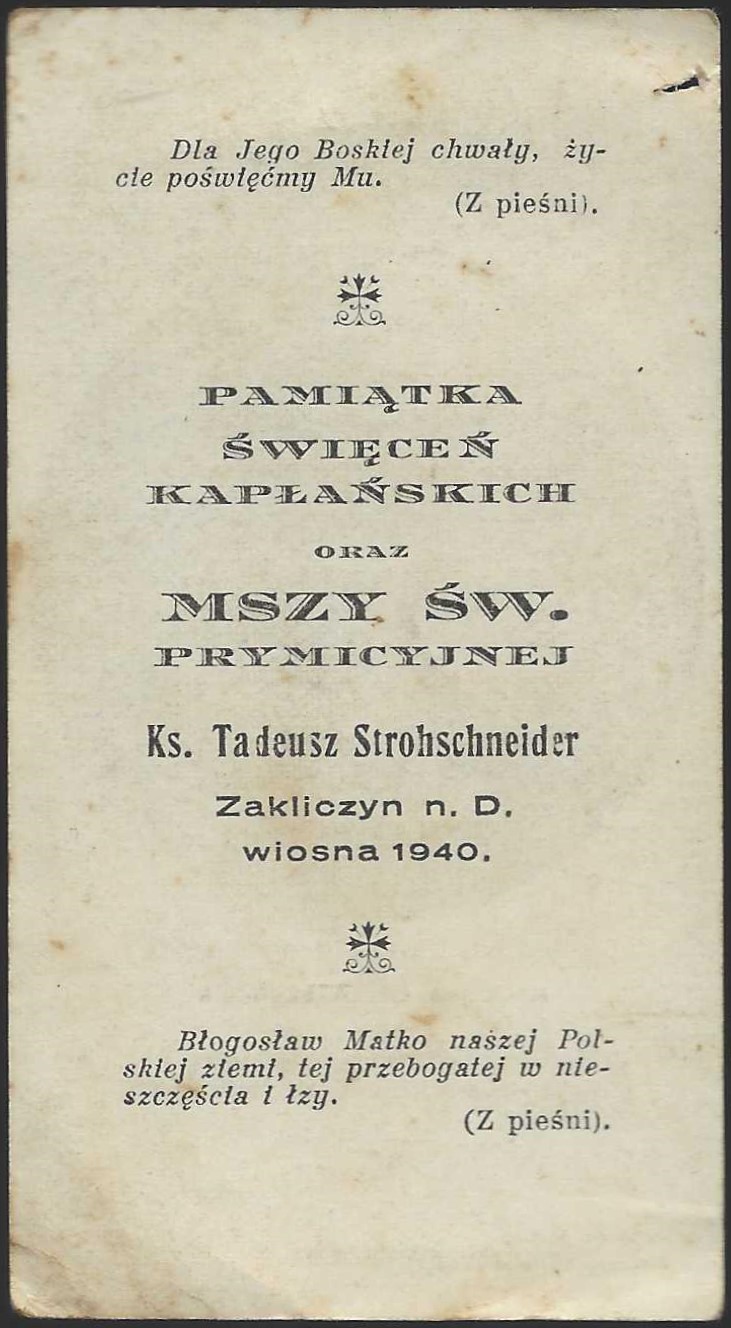 Dla Jego Boskiej chwały, ży-
cie poświęćmy Mu.
(Z pieśni).
PAMIĄTKA
ŚWIĘCEŃ
KAPŁAŃSKICH
ORAZ
MSZY ŚW.
PRYMICYJNEJ
Ks. Tadeusz Strohschneider
Zakliczyn n. D.
wiosna 1940.
Błogosław Matko naszej Pol-
skiej ziemi, tej przebogatej w nie-
szczęścia i łzy.
(Z pieśni).